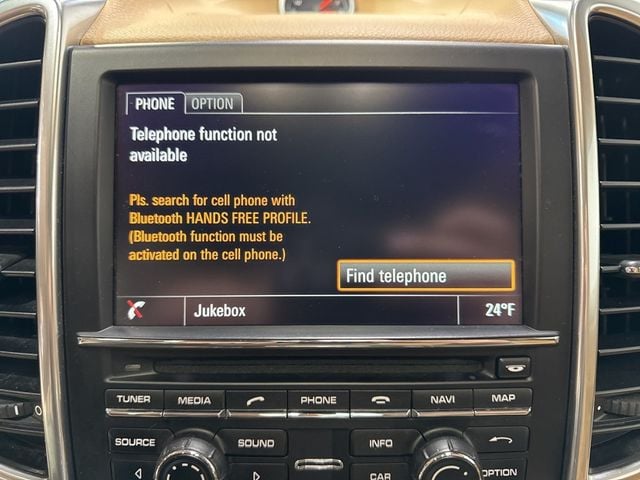 PHONE OPTION
Telephone function not
available
Pls. search for cell phone with
Bluetooth HANDS FREE PROFILE.
(Bluetooth function must be
activated on the cell phone.)
Find telephone
Jukebox 24°F
TUNER MEDIA PHONE NAVI MAP
SOURCE SOUND INFO
CAR OPTION